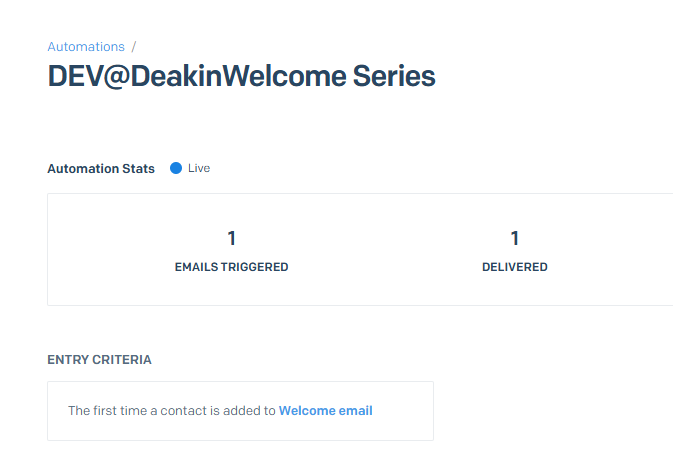 Automations /
DEV@DeakinWelcome Series
Automation Stats Live
1 1
EMAILS TRIGGERED DELIVERED
ENTRY CRITERIA
The first time a contact is added to Welcome email